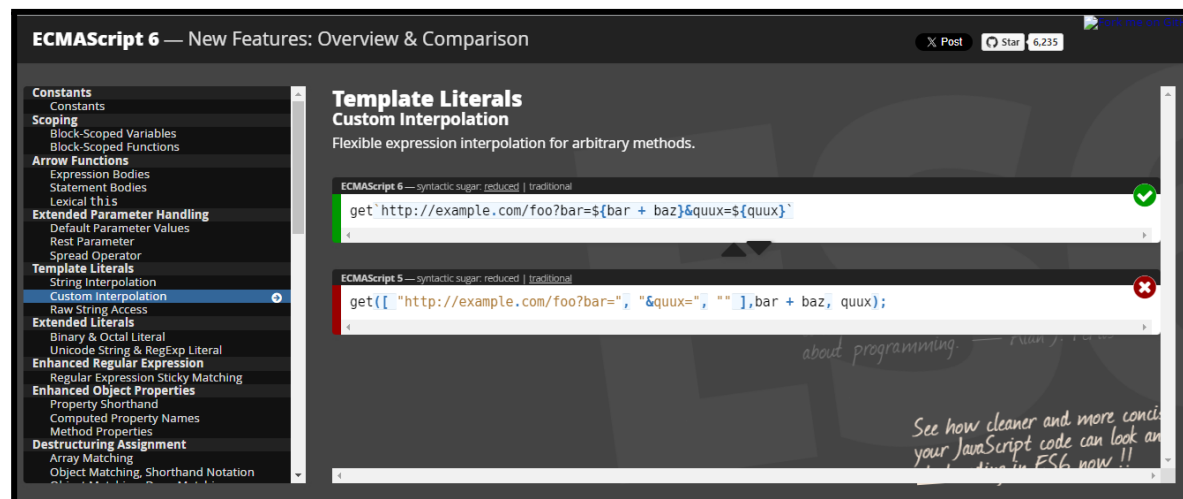 ECMAScript 6 — New Features: Overview & Comparison
X Post
Star 6,235
Constants
Constants
Scoping
Block-Scoped Variables
Block-Scoped Functions
Arrow Functions
Expression Bodies
Statement Bodies
Lexical this
Extended Parameter Handling
Default Parameter Values
Rest Parameter
Spread Operator
Template Literals
String Interpolation
Custom Interpolation
Raw String Access
Extended Literals
Binary & Octal Literal
Unicode String & RegExp Literal
Enhanced Regular Expression
Regular Expression Sticky Matching
Enhanced Object Properties
Property Shorthand
Computed Property Names
Method Properties
Destructuring Assignment
Array Matching
Object Matching, Shorthand Notation
Template Literals
Custom Interpolation
Flexible expression interpolation for arbitrary methods.
ECMAScript 6 — syntactic sugar: reduced | traditional
get`http://example.com/foo?bar=${bar + baz}&quux=${quux}`
ECMAScript 5 — syntactic sugar: reduced | traditional
get([ "http://example.com/foo?bar=", "&quux=", "" ],bar + baz, quux);
about programming. —
See how cleaner and more
your JavaScript code can look
in ES6 now !!